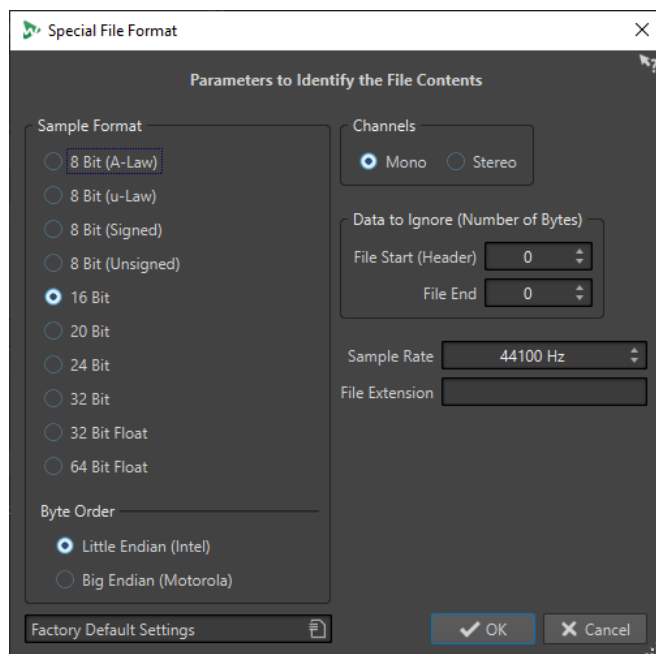 Special File Format
Parameters to Identify the File Contents
Sample Format
8 Bit (A-Law)
8 Bit (u-Law)
8 Bit (Signed)
8 Bit (Unsigned)
16 Bit
20 Bit
24 Bit
32 Bit
32 Bit Float
64 Bit Float
Byte Order
Little Endian (Intel)
Big Endian (Motorola)
Channels
Mono Stereo
Data to Ignore (Number of Bytes)
File Start (Header) 0
File End 0
Sample Rate 44100 Hz
File Extension
Factory Default Settings
OK Cancel